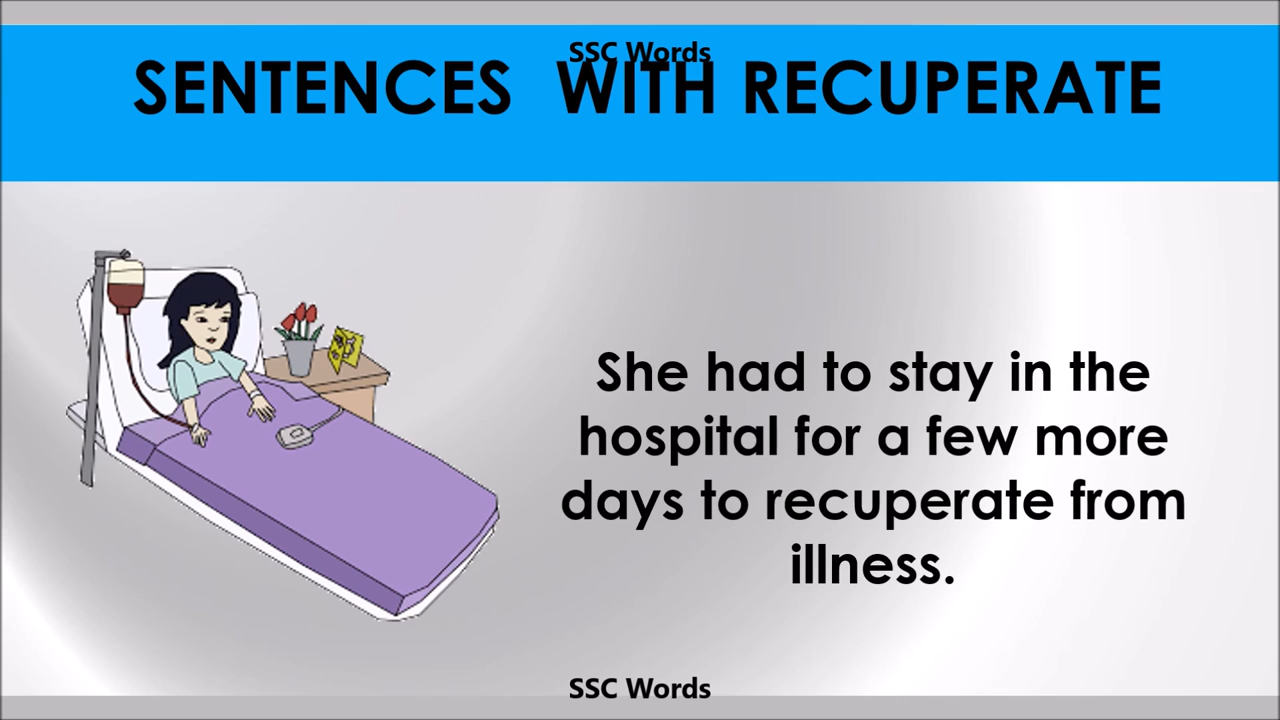 SSC Words
SENTENCES WITH RECUPERATE
She had to stay in the
hospital for a few more
days to recuperate from
illness.
SSC Words